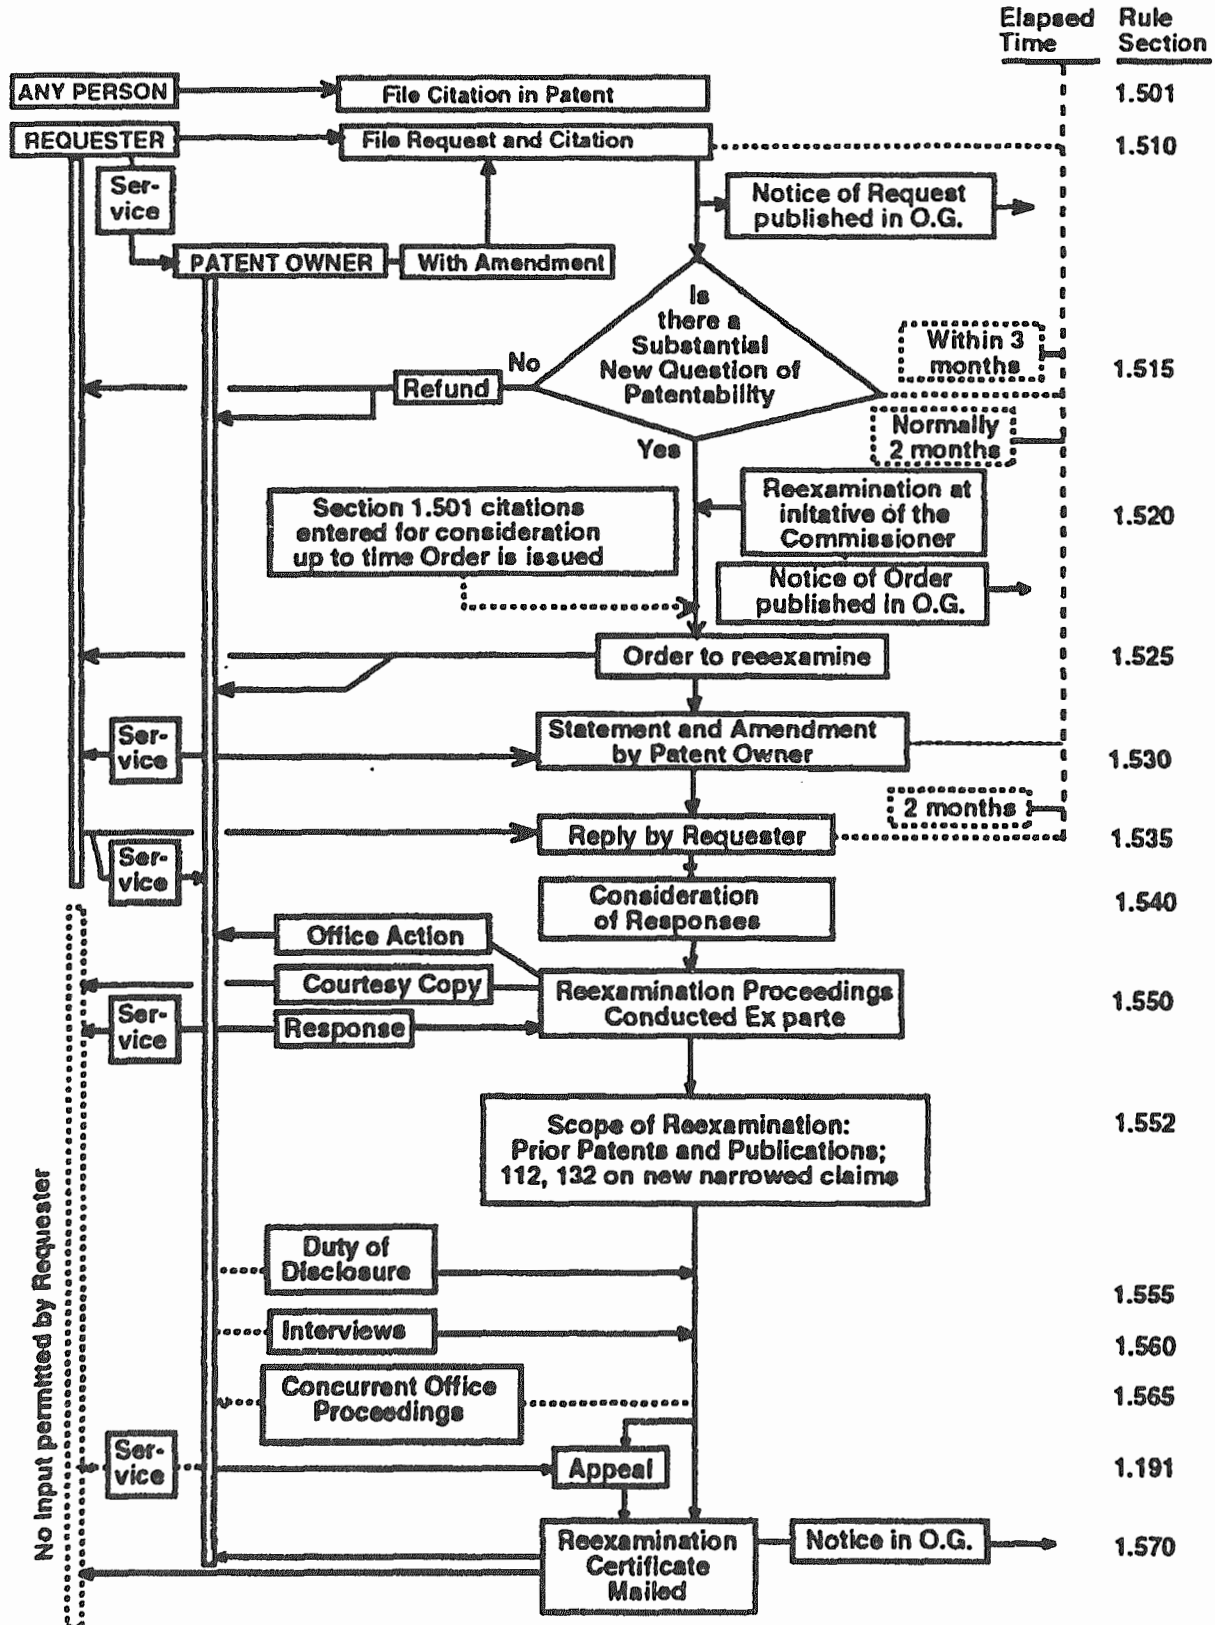 Elapsed
Time
Rule
Section
ANY PERSON
File Citation in Patent
1.501
REQUESTER
File Request and Citation
1.510
Ser-
vice
Notice of Request
published in O.G.
PATENT OWNER
With Amendment
Is
there a
Substantial
New Question of
Patentability
No
Refund
Within 3
months
1.515
Yes
Normally
2 months
Section 1.501 citations
entered for consideration
up to time Order is issued
Reexamination at
initative of the
Commissioner
1.520
Notice of Order
published in O.G.
Order to reeexamine
1.525
Ser-
vice
Statement and Amendment
by Patent Owner
1.530
2 months
Reply by Requester
1.535
Ser-
vice
Consideration
of Responses
1.540
Office Action
Courtesy Copy
Reexamination Proceedings
Conducted Ex parte
1.550
Ser-
vice
Response
Scope of Reexamination:
Prior Patents and Publications;
112, 132 on new narrowed claims
1.552
No Input permitted by Requester
Duty of
Disclosure
1.555
Interviews
1.560
Concurrent Office
Proceedings
1.565
Ser-
vice
Appeal
1.191
Reexamination
Certificate
Mailed
Notice in O.G.
1.570